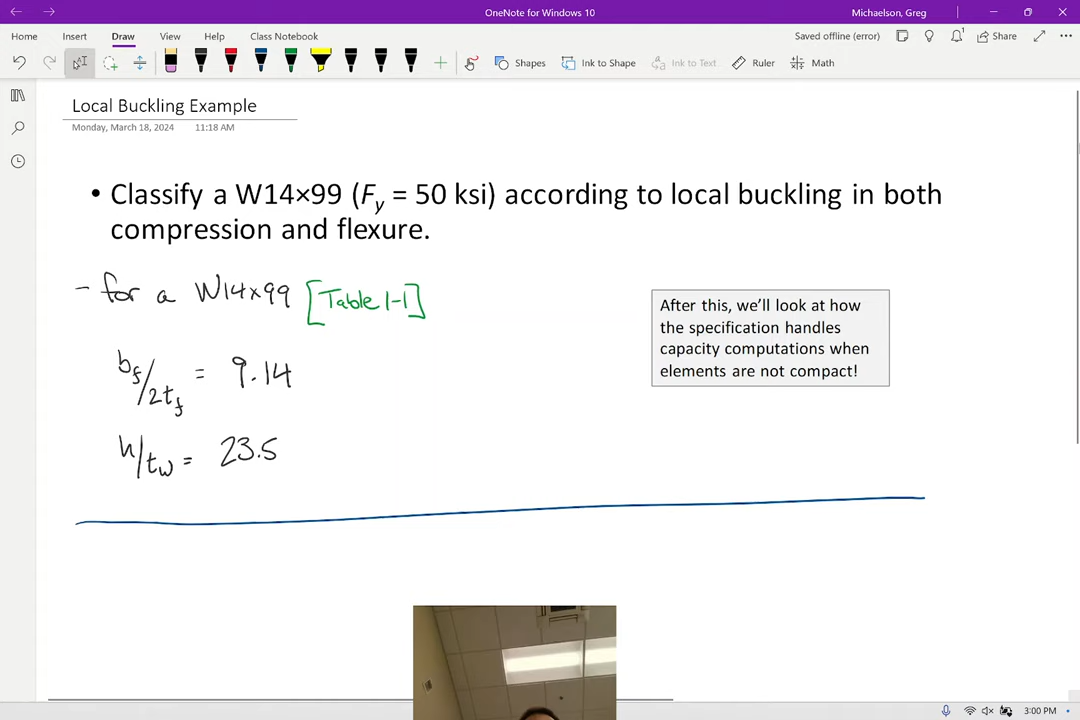 OneNote for Windows 10
Michaelson, Greg
Home Insert Draw View Help Class Notebook
Saved offline (error)
Share
Shapes Ink to Shape Ink to Text Ruler Math
Local Buckling Example
Monday, March 18, 2024 11:18 AM
• Classify a W14×99 (Fy = 50 ksi) according to local buckling in both
compression and flexure.
- for a W14×99 [Table 1-1]
After this, we'll look at how
the specification handles
capacity computations when
elements are not compact!
bf/2tf = 9.14
h/tw = 23.5
3:00 PM